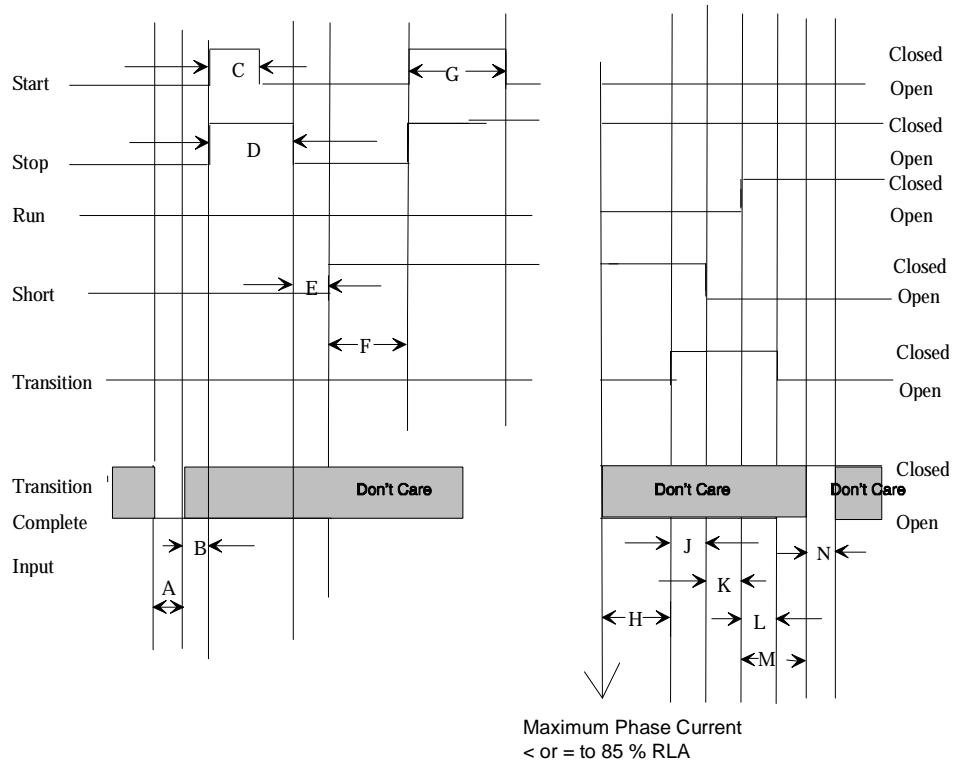 Closed
C
G
Start
Open
Closed
D
Open
Stop
Closed
Run
Open
Closed
E
Short
Open
F
Closed
Transition
Open
Closed
Transition
Don't Care
Don't Care
Don't Care
Complete
Open
B
J
N
Input
A
K
H
L
M
Maximum Phase Current
< or = to 85 % RLA